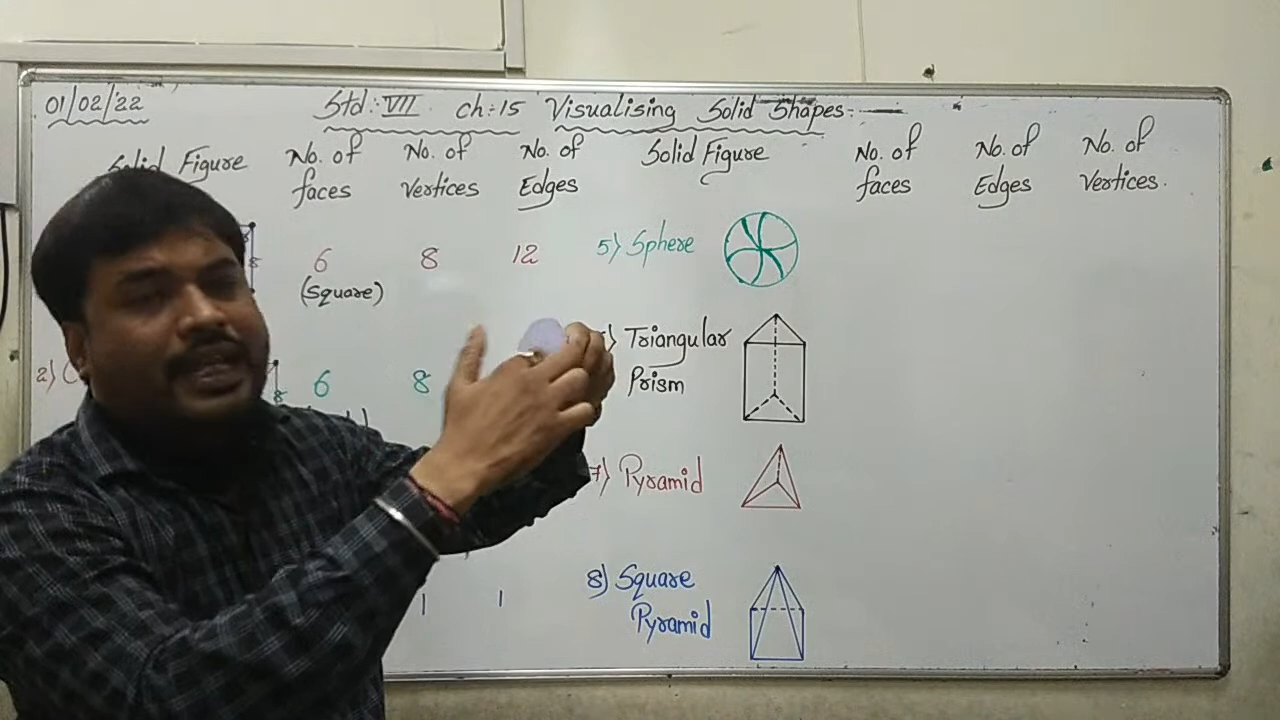 01/02/22
Std:VII ch:15 Visualising Solid Shapes:
Solid Figure No. of faces No. of Vertices No. of Edges
6 8 12
(Square)
2)
6 8
1 1
Solid Figure No. of faces No. of Edges No. of Vertices.
5) Sphere
) Triangular
Prism
7) Pyramid
8) Square
Pyramid